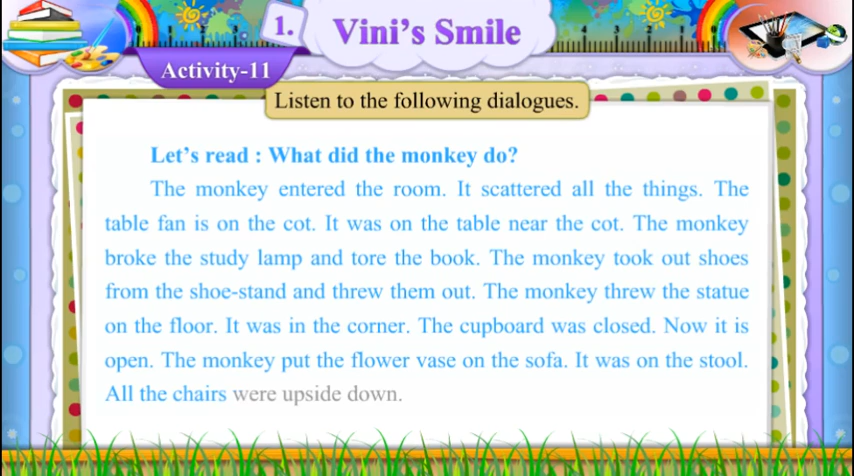 1.
Vini's Smile
Activity-11
Listen to the following dialogues.
Let's read : What did the monkey do?
The monkey entered the room. It scattered all the things. The
table fan is on the cot. It was on the table near the cot. The monkey
broke the study lamp and tore the book. The monkey took out shoes
from the shoe-stand and threw them out. The monkey threw the statue
on the floor. It was in the corner. The cupboard was closed. Now it is
open. The monkey put the flower vase on the sofa. It was on the stool.
All the chairs were upside down.